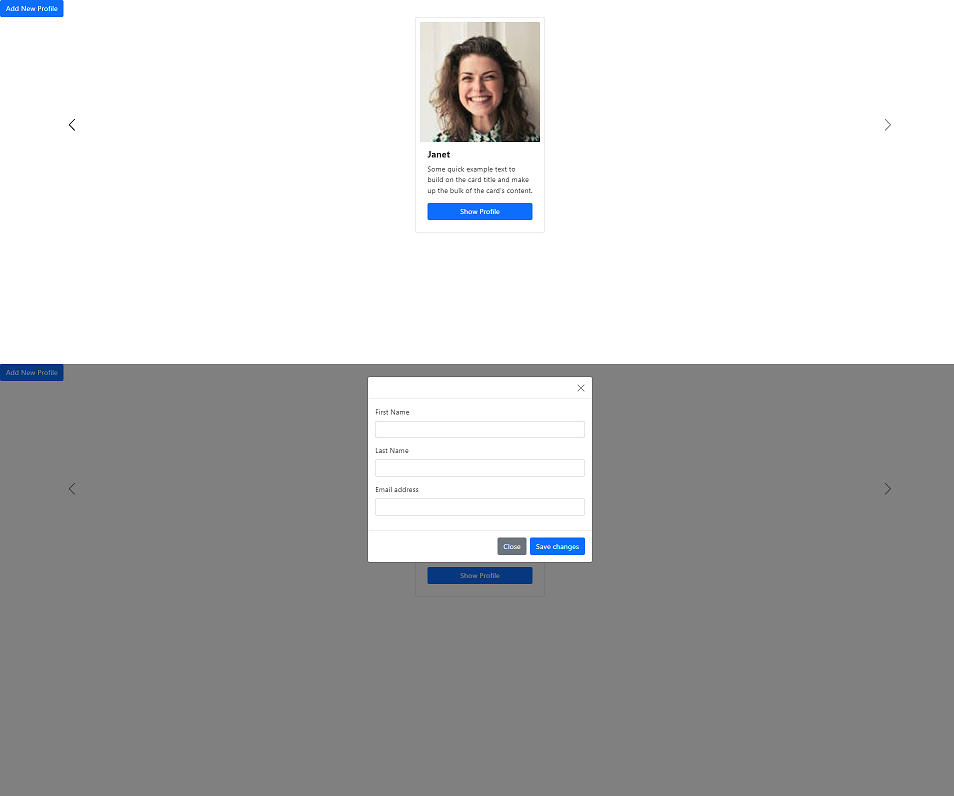 Add New Profile
Janet
Some quick example text to
build on the card title and make
up the bulk of the card's content.
Show Profile
Add New Profile
First Name
Last Name
Email address
Close
Save changes
Show Profile